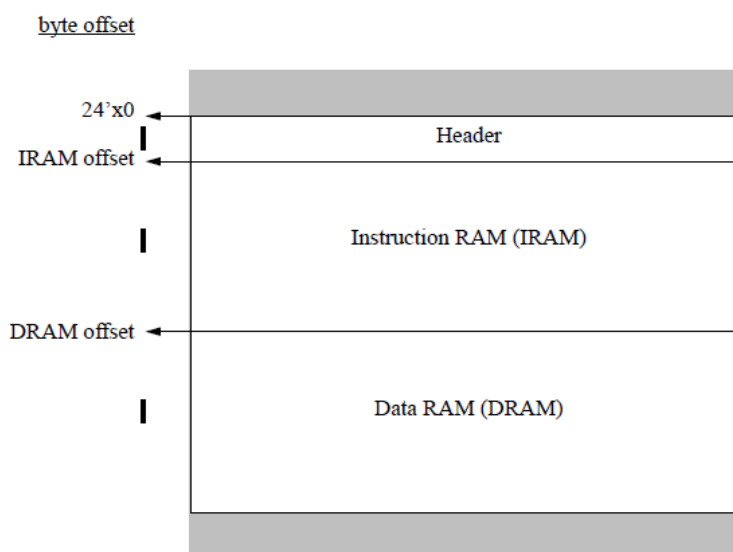 byte offset
24’x0
Header
IRAM offset
Instruction RAM (IRAM)
DRAM offset
Data RAM (DRAM)